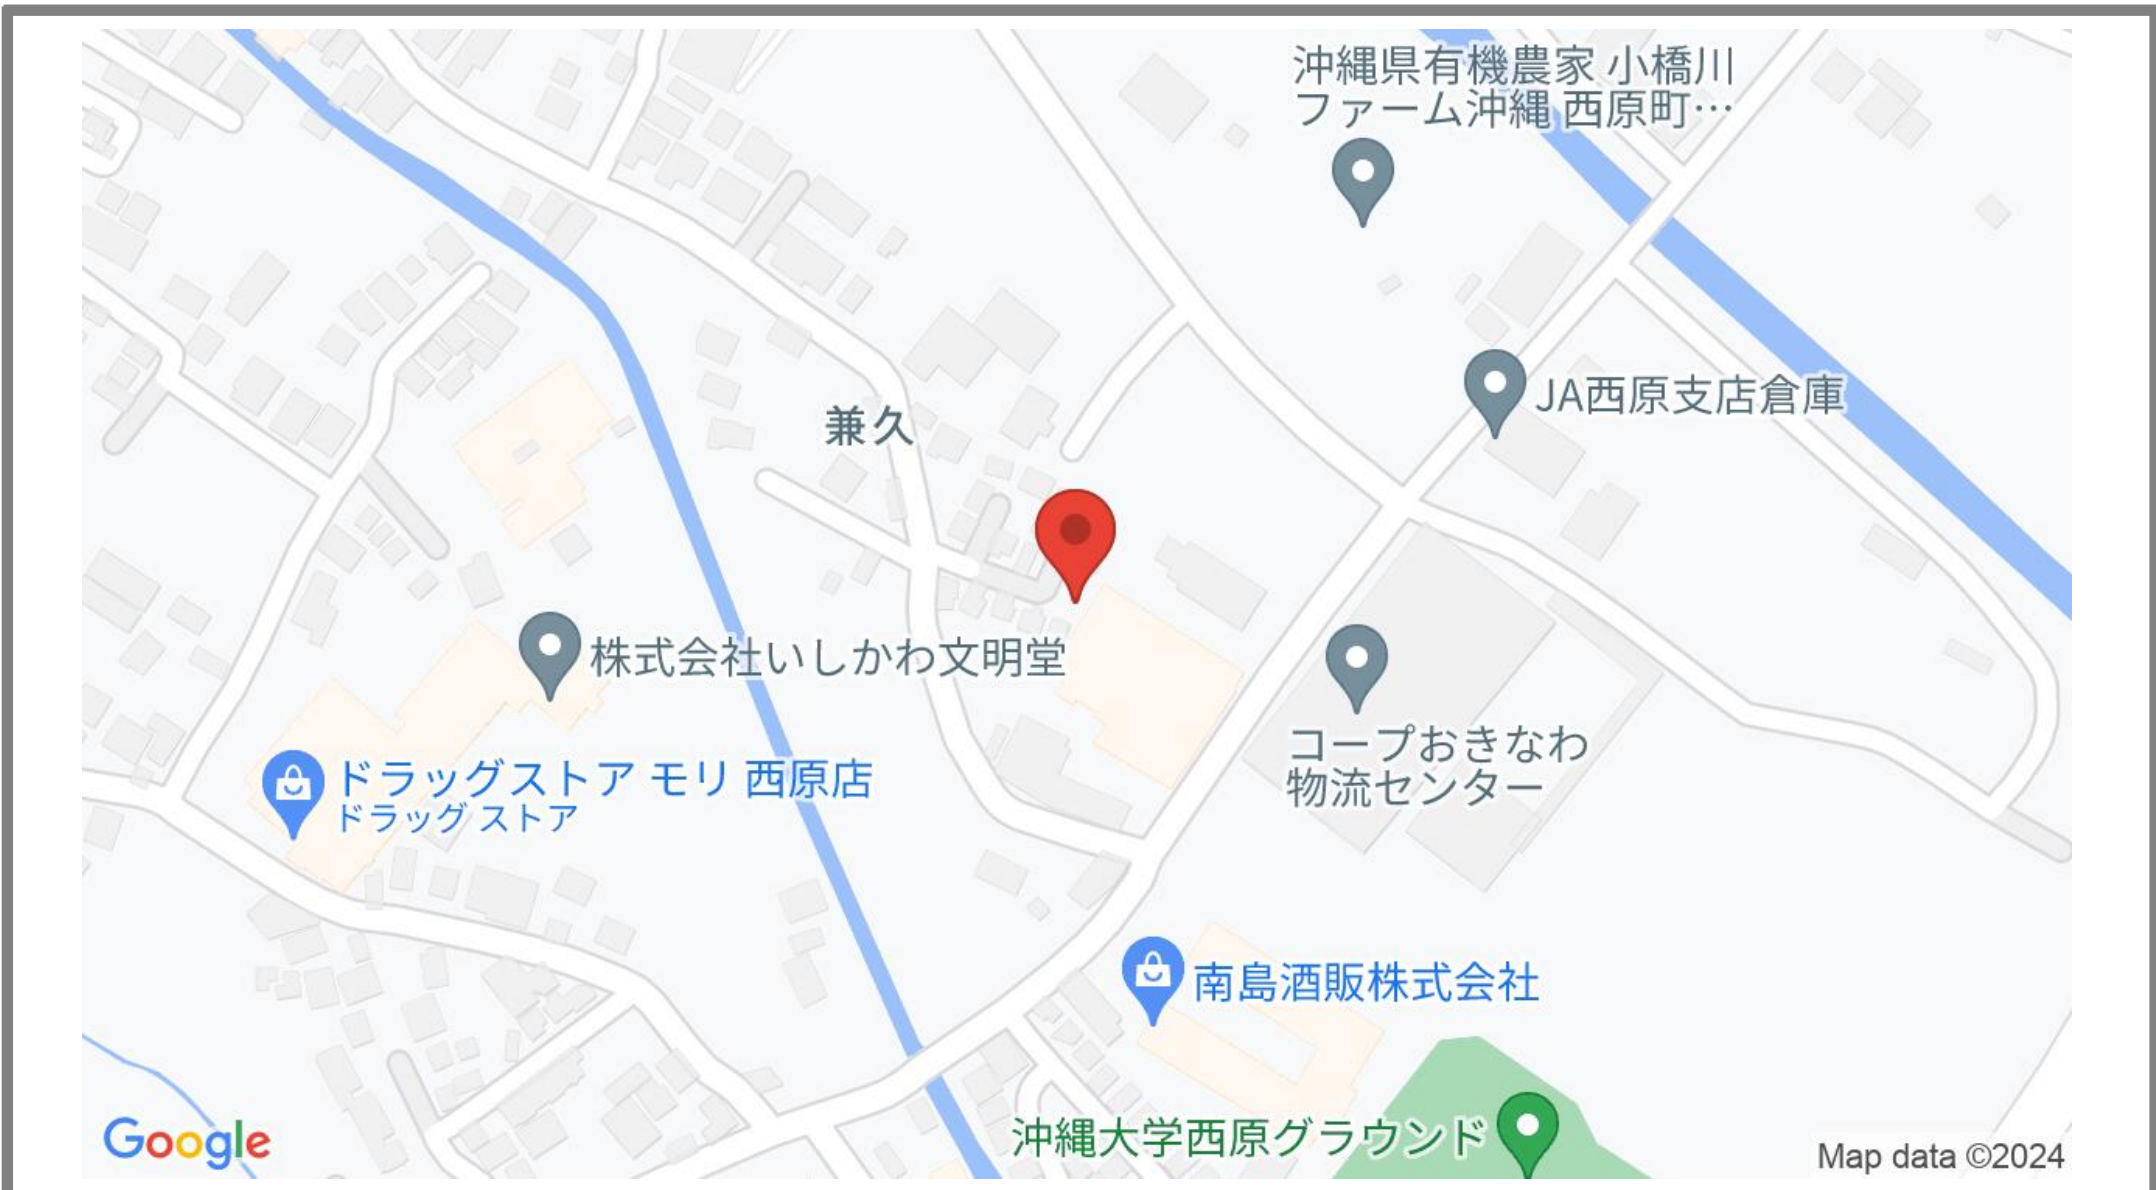 沖縄県有機農家 小橋川
ファーム沖縄 西原町…
JA西原支店倉庫
兼久
株式会社いしかわ文明堂
コープおきなわ
物流センター
ドラッグストア モリ 西原店
ドラッグ ストア
南島酒販株式会社
沖縄大学西原グラウンド
Google
Map data ©2024